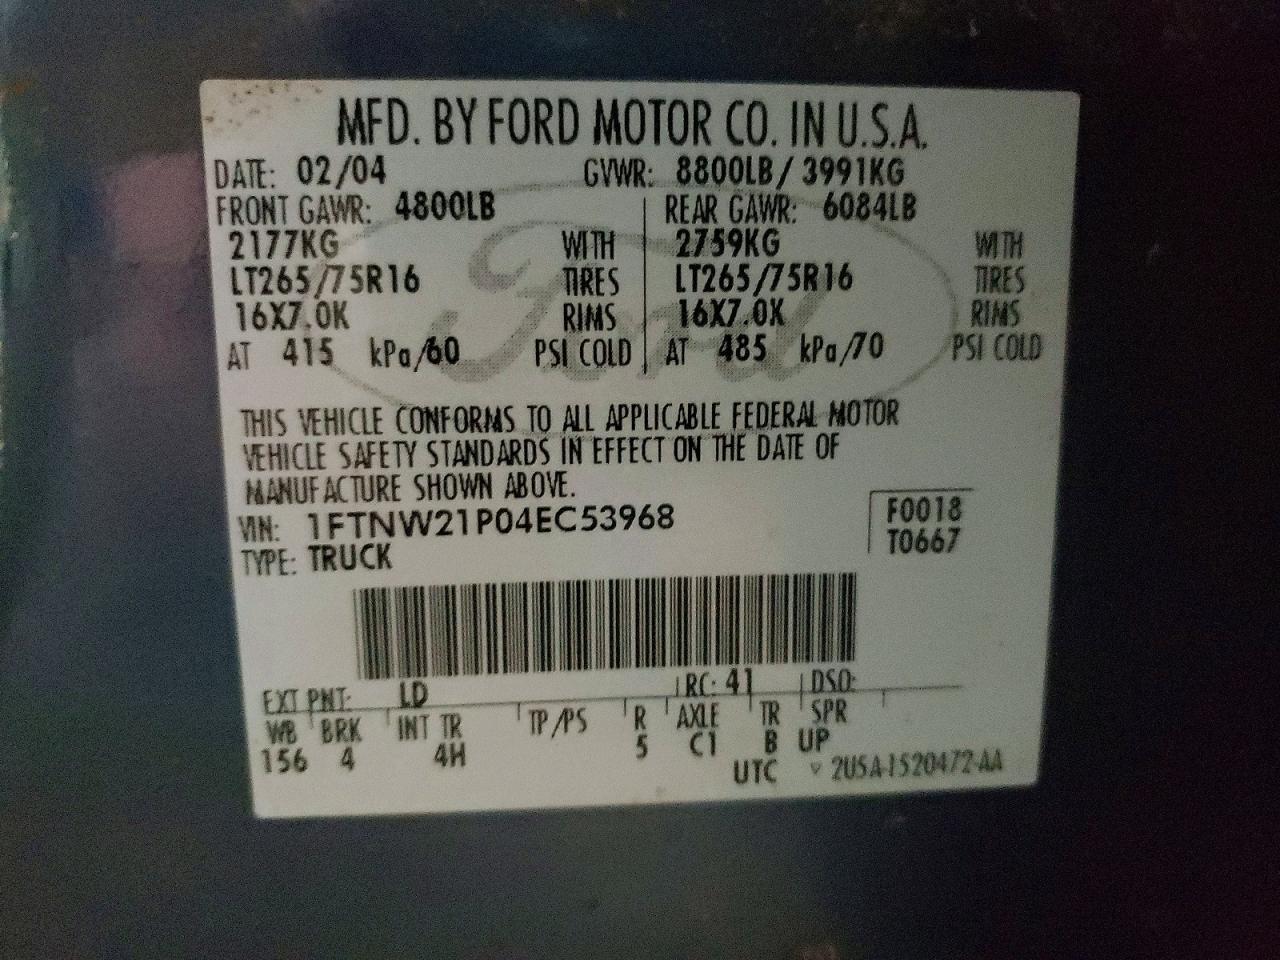 MFD. BY FORD MOTOR CO. IN U.S.A.
DATE: 02/04 GVWR: 8800LB/ 3991KG
FRONT GAWR: 4800LB REAR GAWR: 6084LB
2177KG WITH 2759KG WITH
LT265/75R16 TIRES LT265/75R16 TIRES
16X7.0K RIMS 16X7.0K RIMS
AT 415 kPa/60 PSI COLD AT 485 kPa/70 PSI COLD
Ford
THIS VEHICLE CONFORMS TO ALL APPLICABLE FEDERAL MOTOR
VEHICLE SAFETY STANDARDS IN EFFECT ON THE DATE OF
MANUFACTURE SHOWN ABOVE.
VIN: 1FTNW21P04EC53968 F0018
TYPE: TRUCK T0667
EXT PNT: LD RC: 41 DSO:
WB BRK INT TR TP/PS R AXLE TR SPR
156 4 4H 5 C1 B UP
UTC ▽ 2U5A-1520472-AA